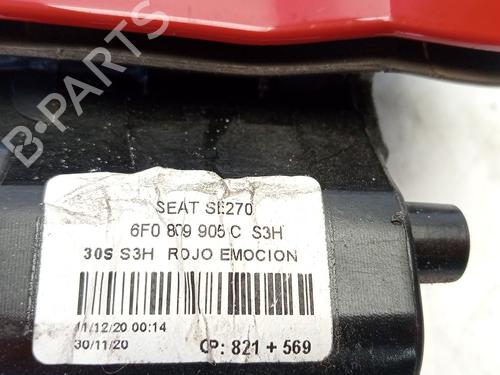 B-PARTS
SEAT SE270
6F0 809 905 C S3H
30S S3H ROJO EMOCION
11/12/20 00:14
30/11/20 CP: 821 + 569